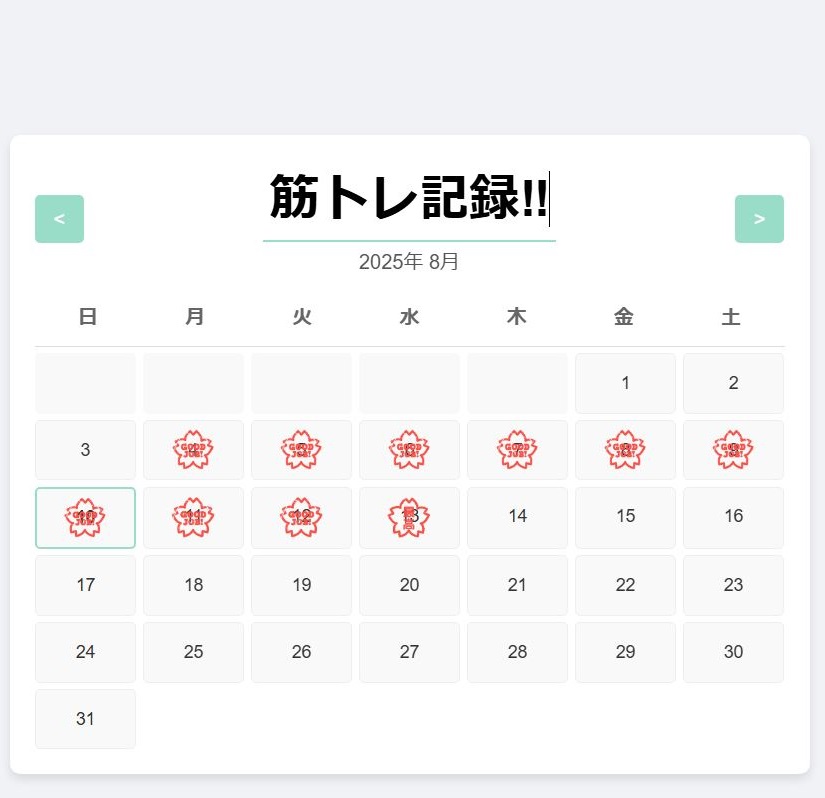 筋トレ記録!!
<
>
2025年 8月
日 月 火 水 木 金 土
1 2
3 GOOD JOB! GOOD JOB! GOOD JOB! GOOD JOB! GOOD JOB! GOOD JOB!
GOOD JOB! GOOD JOB! GOOD JOB! 13 14 15 16
17 18 19 20 21 22 23
24 25 26 27 28 29 30
31